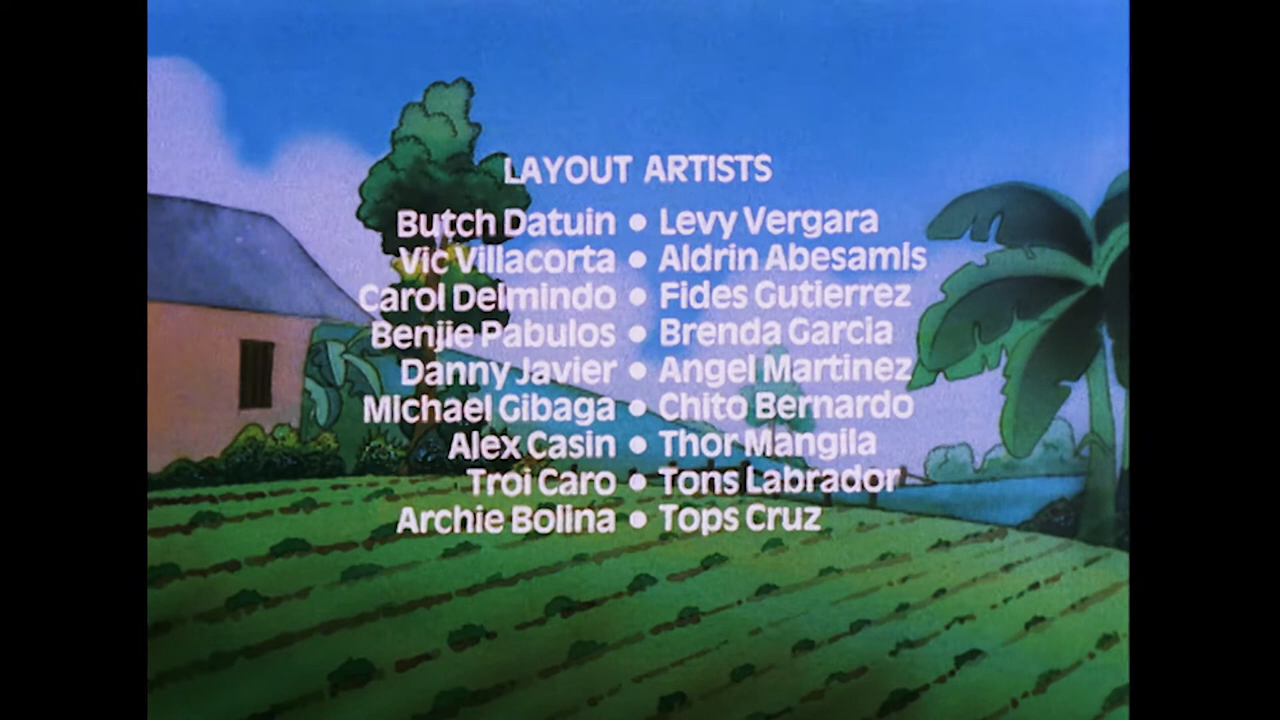 LAYOUT ARTISTS
Butch Datuin • Levy Vergara
Vic Villacorta • Aldrin Abesamis
Carol Delmindo • Fides Gutierrez
Benjie Pabulos • Brenda Garcia
Danny Javier • Angel Martinez
Michael Gibaga • Chito Bernardo
Alex Casin • Thor Mangila
Troi Caro • Tons Labrador
Archie Bolina • Tops Cruz